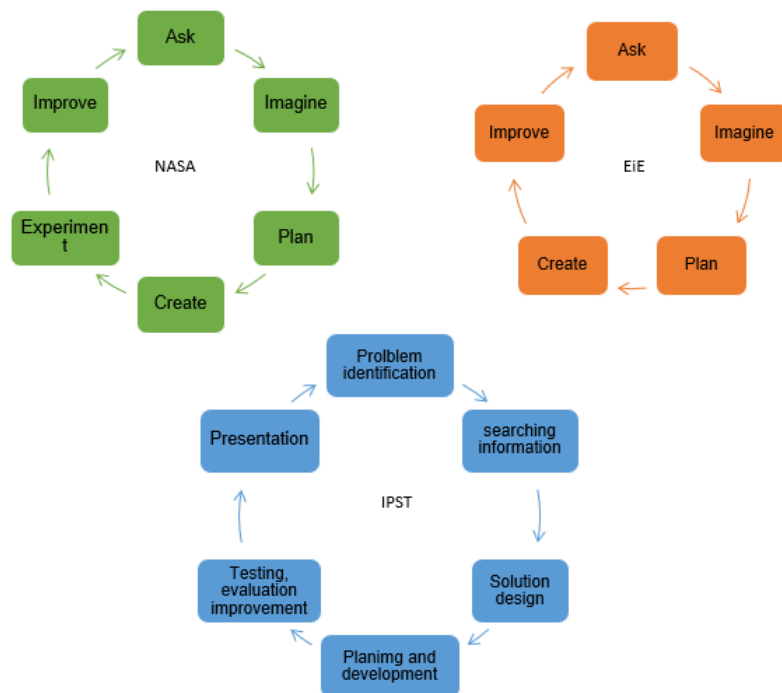 Ask
Imagine
Plan
Create
Experimen
t
Improve
NASA
Ask
Imagine
Plan
Create
Improve
EiE
Prolblem
identification
searching
information
Solution
design
Planimg and
development
Testing,
evaluation
improvement
Presentation
IPST